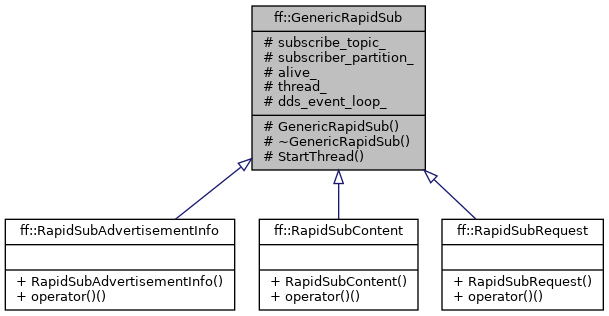 ff::GenericRapidSub
# subscribe_topic_
# subscriber_partition_
# alive_
# thread_
# dds_event_loop_
# GenericRapidSub()
# ~GenericRapidSub()
# StartThread()
ff::RapidSubAdvertisementInfo
+ RapidSubAdvertisementInfo()
+ operator()()
ff::RapidSubContent
+ RapidSubContent()
+ operator()()
ff::RapidSubRequest
+ RapidSubRequest()
+ operator()()